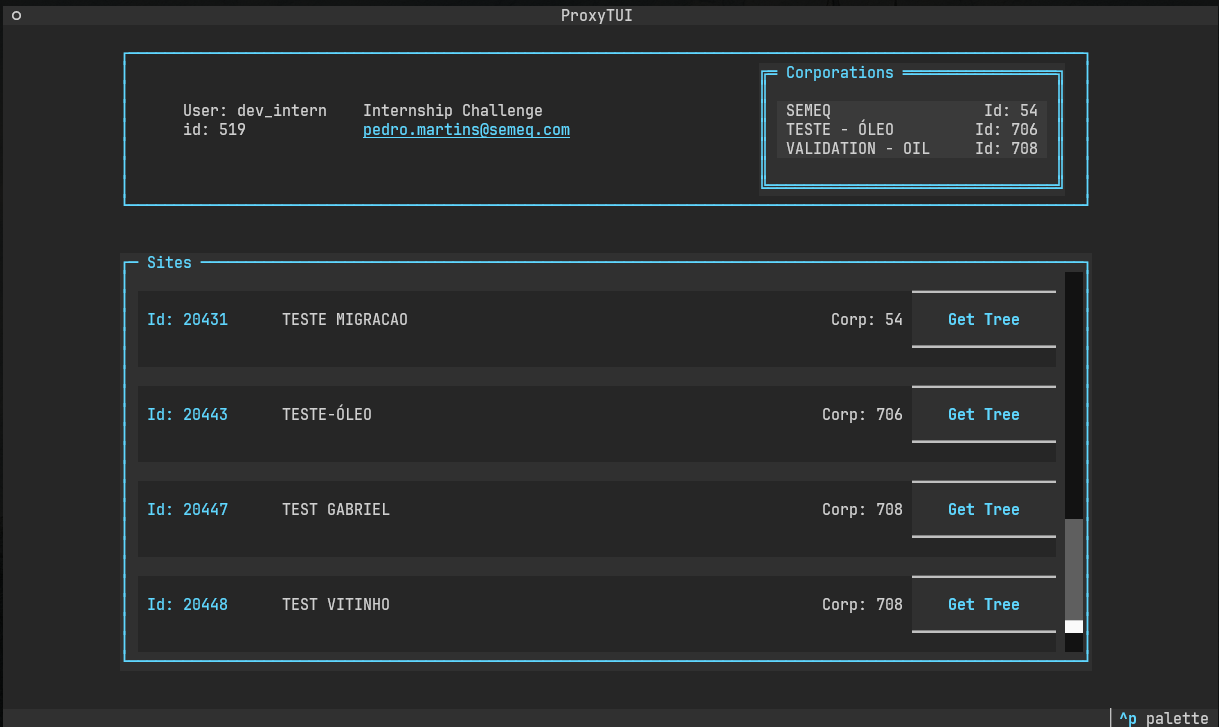 ProxyTUI
User: dev_intern Internship Challenge
id: 519 pedro.martins@semeq.com
Corporations
SEMEQ Id: 54
TESTE - ÓLEO Id: 706
VALIDATION - OIL Id: 708
Sites
Id: 20431 TESTE MIGRACAO Corp: 54 Get Tree
Id: 20443 TESTE-ÓLEO Corp: 706 Get Tree
Id: 20447 TEST GABRIEL Corp: 708 Get Tree
Id: 20448 TEST VITINHO Corp: 708 Get Tree
^p palette